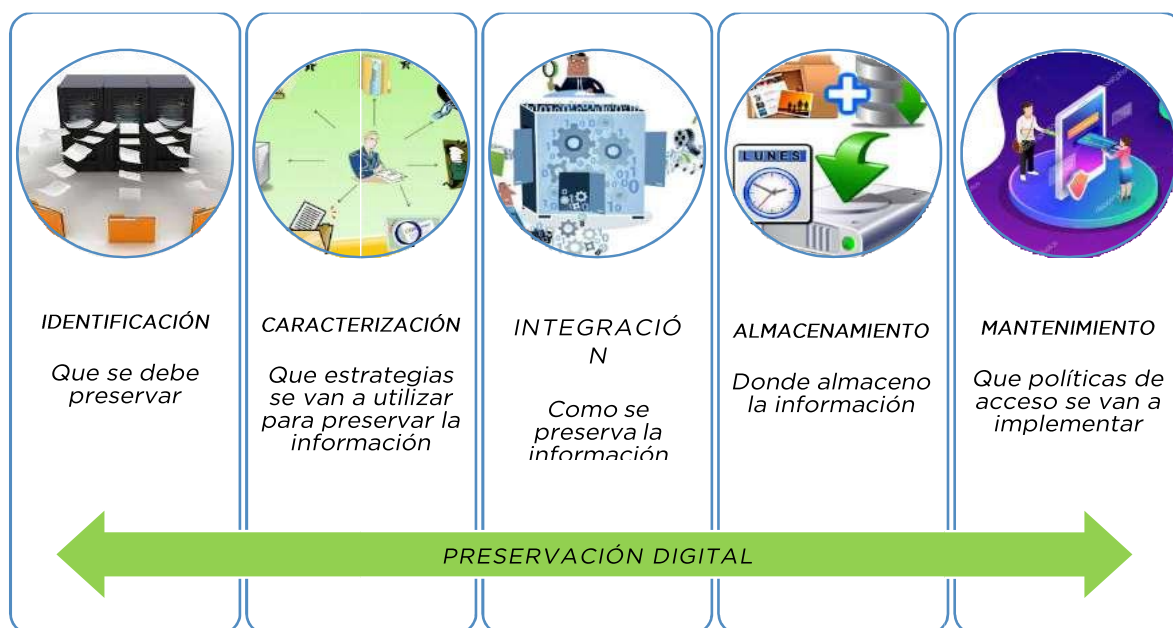 LUNES
IDENTIFICACIÓN
Que se debe
preservar
CARACTERIZACIÓN
Que estrategias
se van a utilizar
para preservar la
información
INTEGRACIÓ
N
Como se
preserva la
información
ALMACENAMIENTO
Donde almaceno
la información
MANTENIMIENTO
Que políticas de
acceso se van a
implementar
PRESERVACIÓN DIGITAL